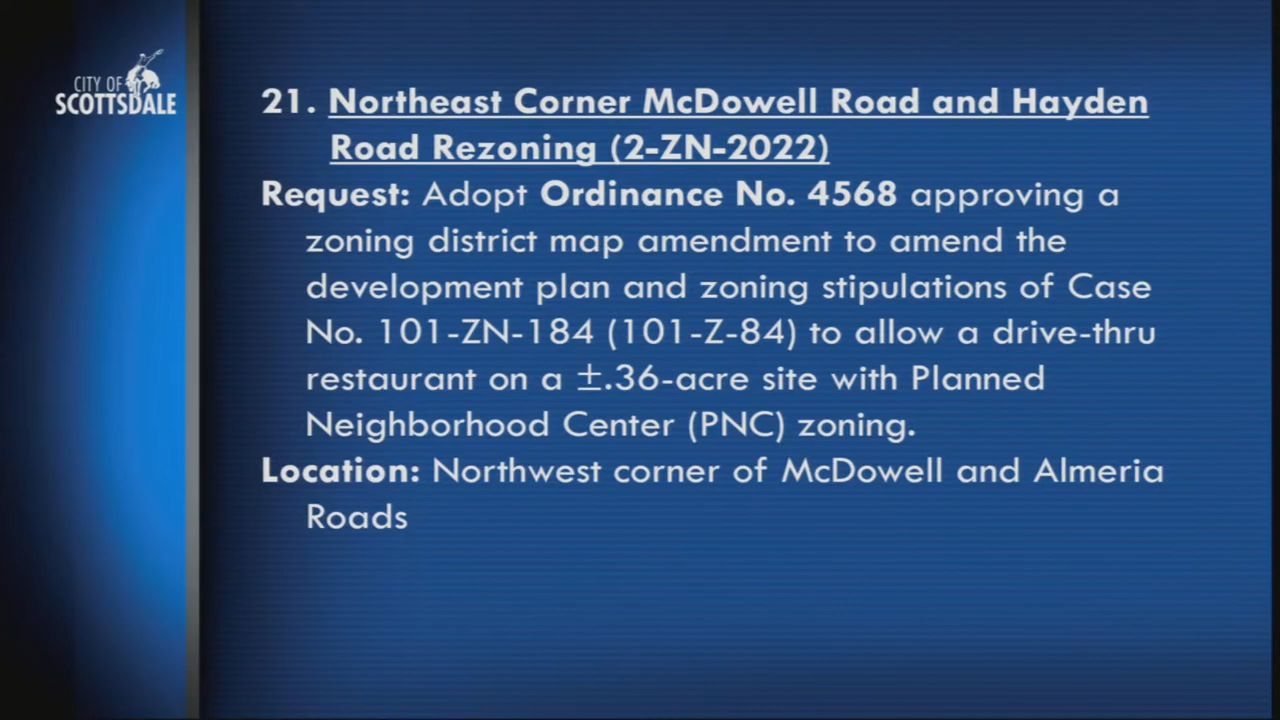 CITY OF
SCOTTSDALE
21. Northeast Corner McDowell Road and Hayden
Road Rezoning (2-ZN-2022)
Request: Adopt Ordinance No. 4568 approving a
zoning district map amendment to amend the
development plan and zoning stipulations of Case
No. 101-ZN-184 (101-Z-84) to allow a drive-thru
restaurant on a ±.36-acre site with Planned
Neighborhood Center (PNC) zoning.
Location: Northwest corner of McDowell and Almeria
Roads